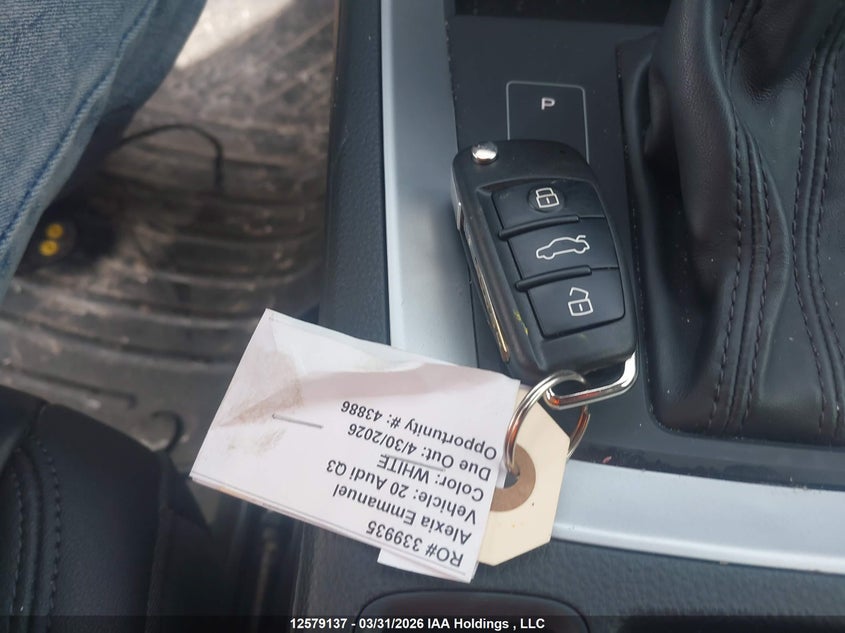 P
RO# 339935
Alexia Emmanuel
Vehicle: 20 Audi Q3
Color: WHITE
Due Out: 4/30/2026
Opportunity #: 43886
12579137 - 03/31/2026 IAA Holdings , LLC